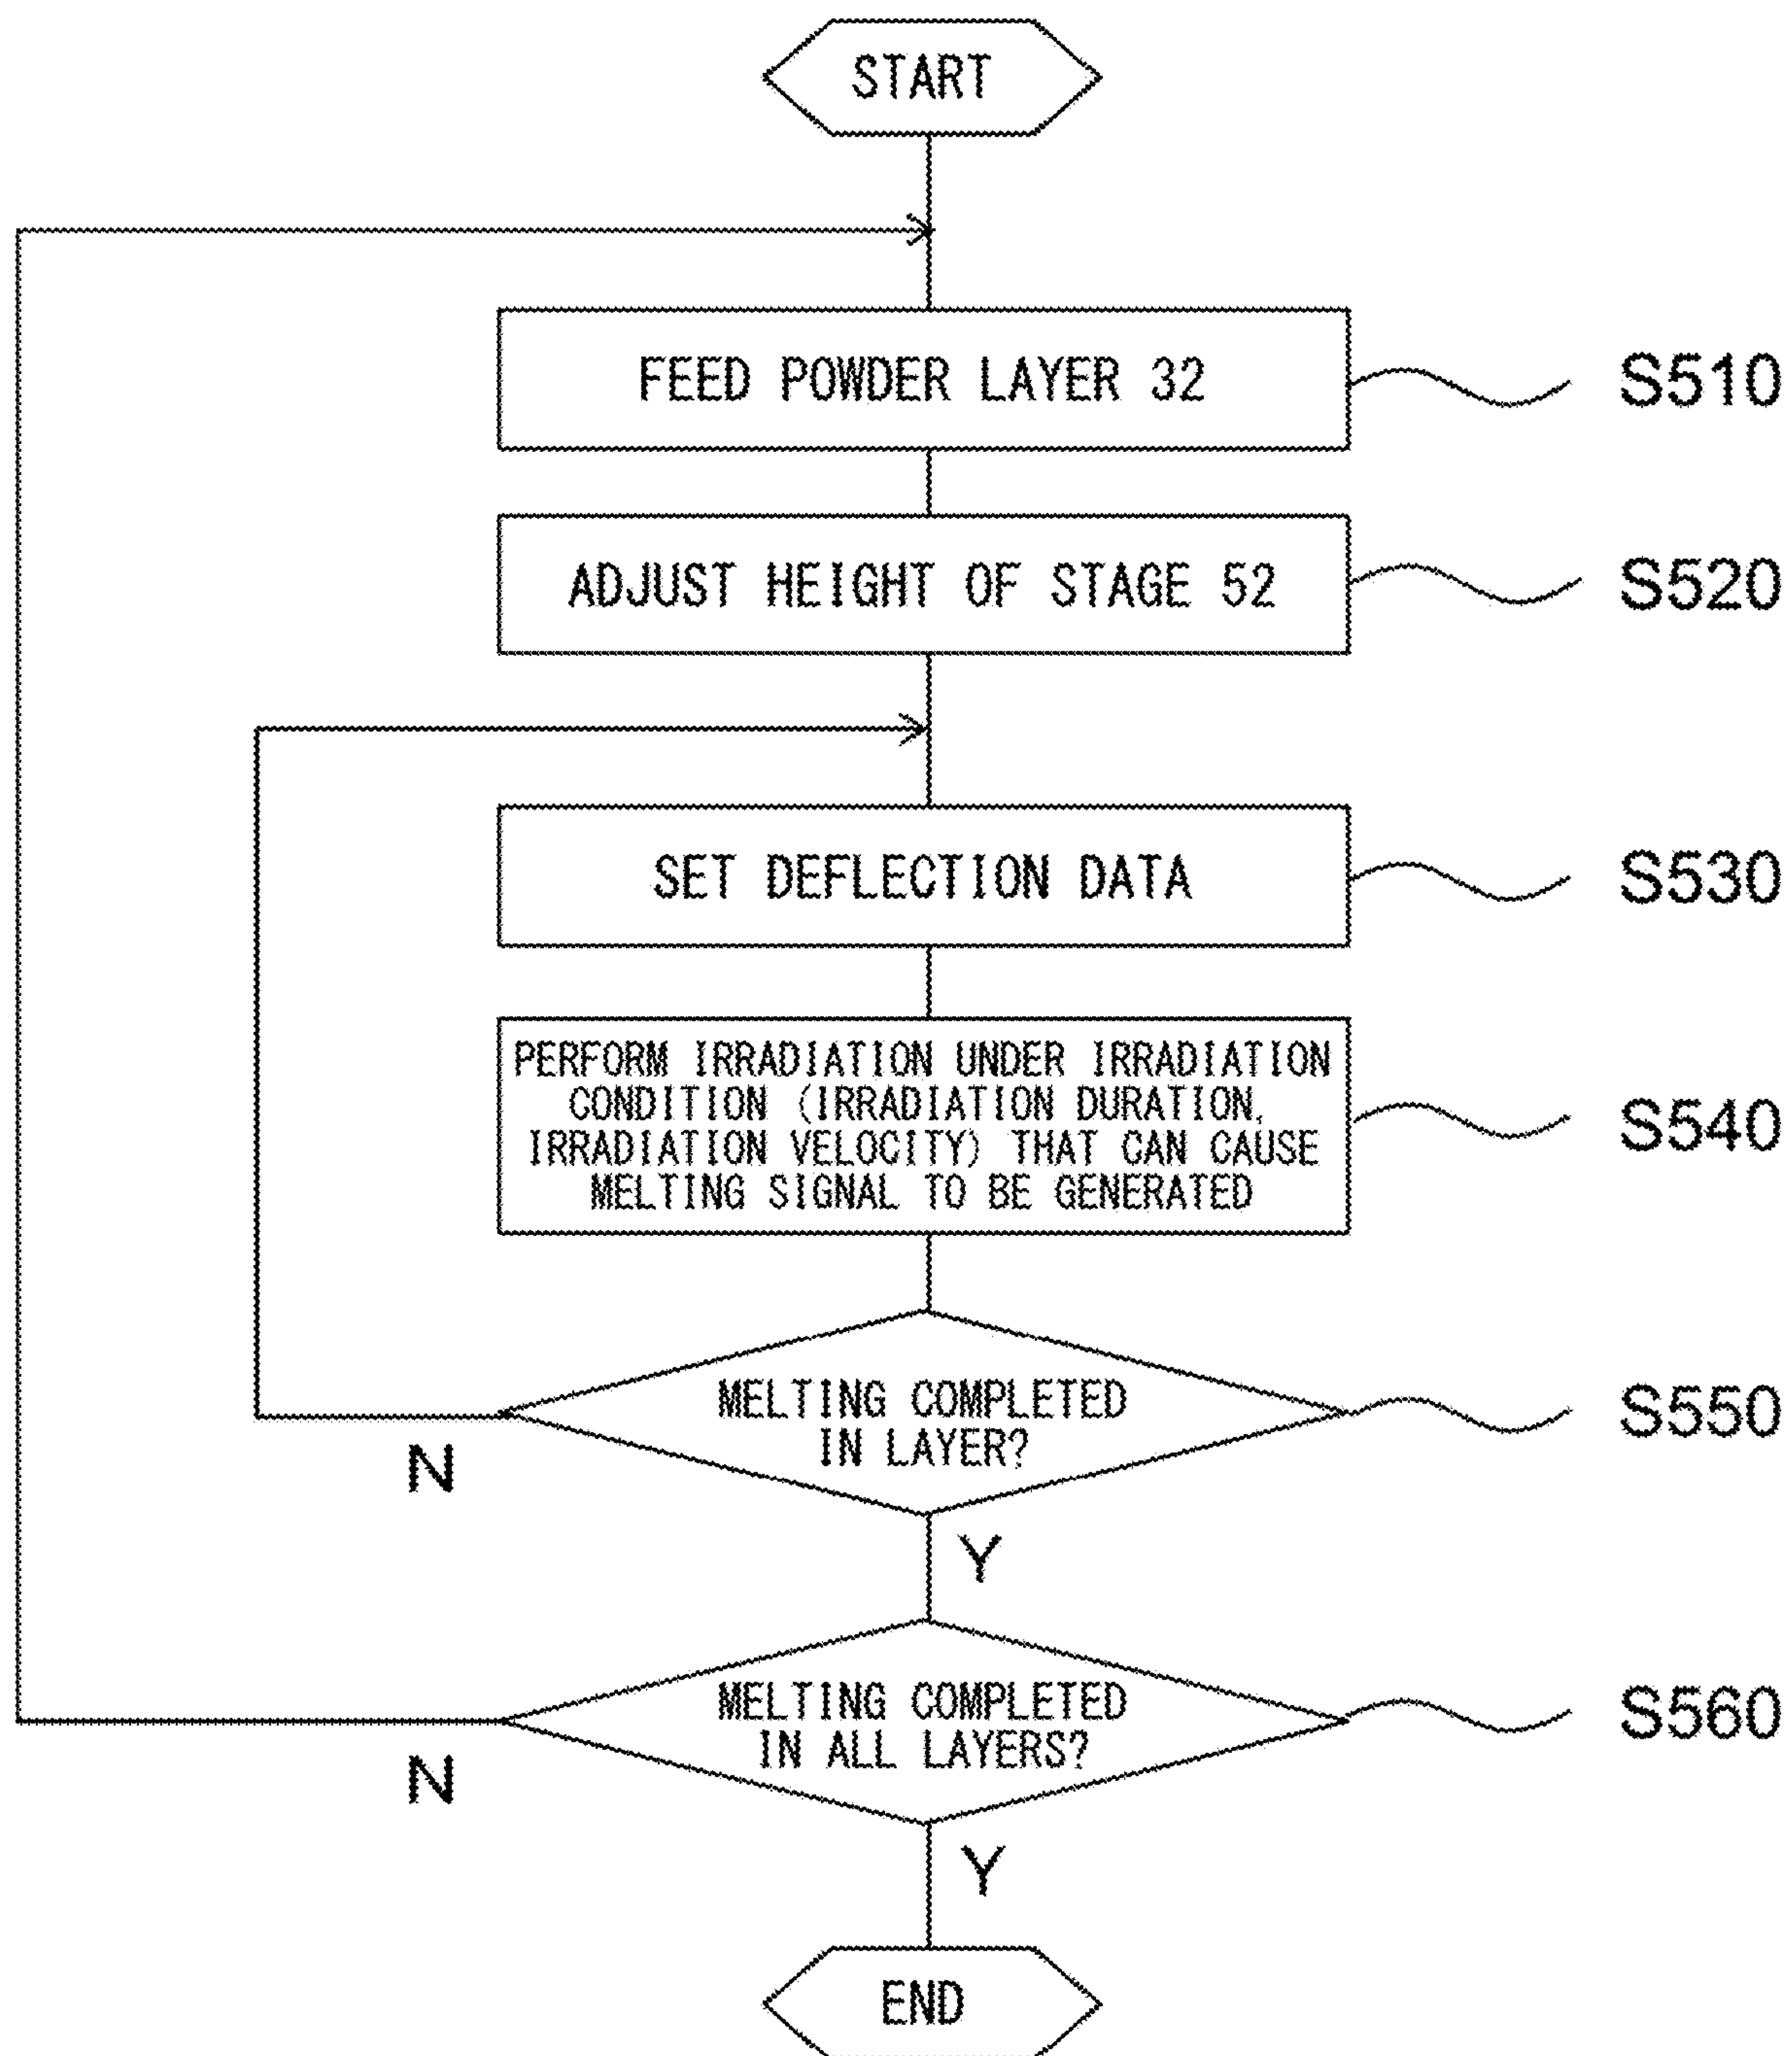 START
FEED POWDER LAYER 32
S510
ADJUST HEIGHT OF STAGE 52
S520
SET DEFLECTION DATA
S530
PERFORM IRRADIATION UNDER IRRADIATION
CONDITION (IRRADIATION DURATION,
IRRADIATION VELOCITY) THAT CAN CAUSE
MELTING SIGNAL TO BE GENERATED
S540
MELTING COMPLETED
IN LAYER?
S550
N
Y
MELTING COMPLETED
IN ALL LAYERS?
S560
N
Y
END